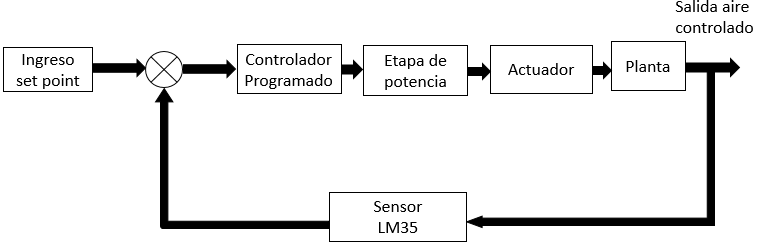 Salida aire
controlado
Ingreso
set point
Controlador
Programado
Etapa de
potencia
Actuador
Planta
Sensor
LM35